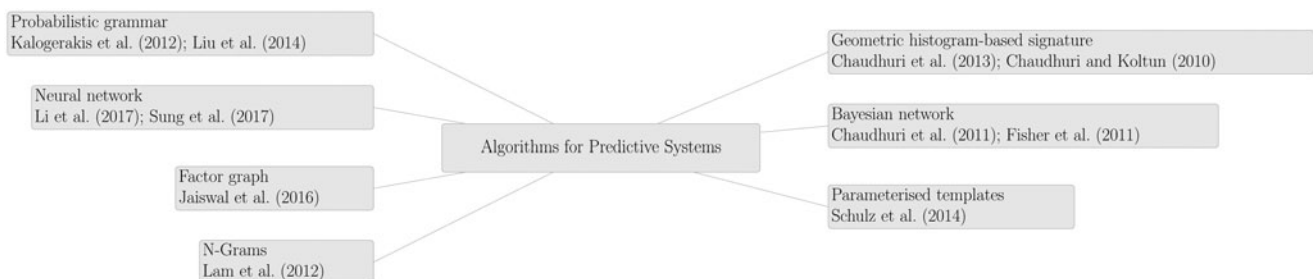 Probabilistic grammar
Kalogerakis et al. (2012); Liu et al. (2014)
Neural network
Li et al. (2017); Sung et al. (2017)
Factor graph
Jaiswal et al. (2016)
N-Grams
Lam et al. (2012)
Algorithms for Predictive Systems
Geometric histogram-based signature
Chaudhuri et al. (2013); Chaudhuri and Koltun (2010)
Bayesian network
Chaudhuri et al. (2011); Fisher et al. (2011)
Parameterised templates
Schulz et al. (2014)